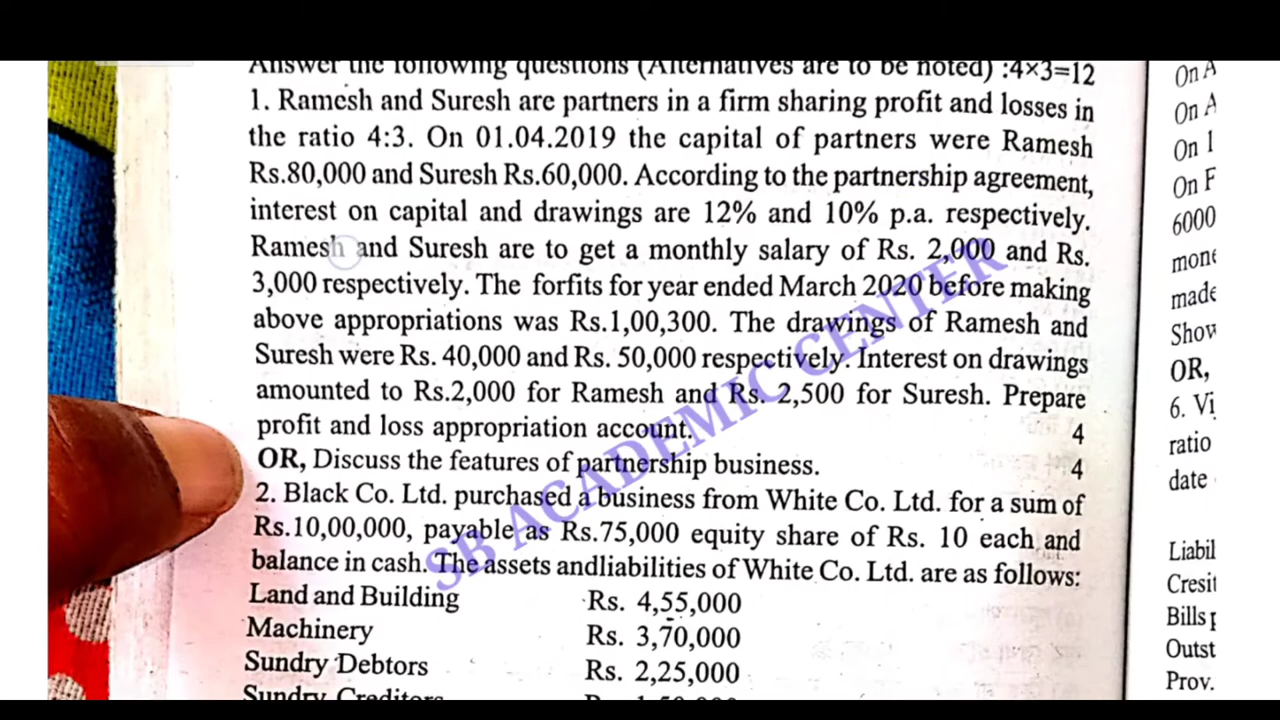 Answer the following questions (Alternatives are to be noted) :4×3=12
1. Ramesh and Suresh are partners in a firm sharing profit and losses in
the ratio 4:3. On 01.04.2019 the capital of partners were Ramesh
Rs.80,000 and Suresh Rs.60,000. According to the partnership agreement,
interest on capital and drawings are 12% and 10% p.a. respectively.
Ramesh and Suresh are to get a monthly salary of Rs. 2,000 and Rs.
3,000 respectively. The forfits for year ended March 2020 before making
above appropriations was Rs.1,00,300. The drawings of Ramesh and
Suresh were Rs. 40,000 and Rs. 50,000 respectively. Interest on drawings
amounted to Rs.2,000 for Ramesh and Rs. 2,500 for Suresh. Prepare
profit and loss appropriation account. 4
OR, Discuss the features of partnership business. 4
2. Black Co. Ltd. purchased a business from White Co. Ltd. for a sum of
Rs.10,00,000, payable as Rs.75,000 equity share of Rs. 10 each and
balance in cash. The assets andliabilities of White Co. Ltd. are as follows:
Land and Building Rs. 4,55,000
Machinery Rs. 3,70,000
Sundry Debtors Rs. 2,25,000
Sundry Creditors
SB ACADEMIC CENTER
On A
On A
On 1
On F
6000
mone
made
Show
OR,
6. Vi
ratio
date
Liabil
Cresit
Bills p
Outst
Prov.